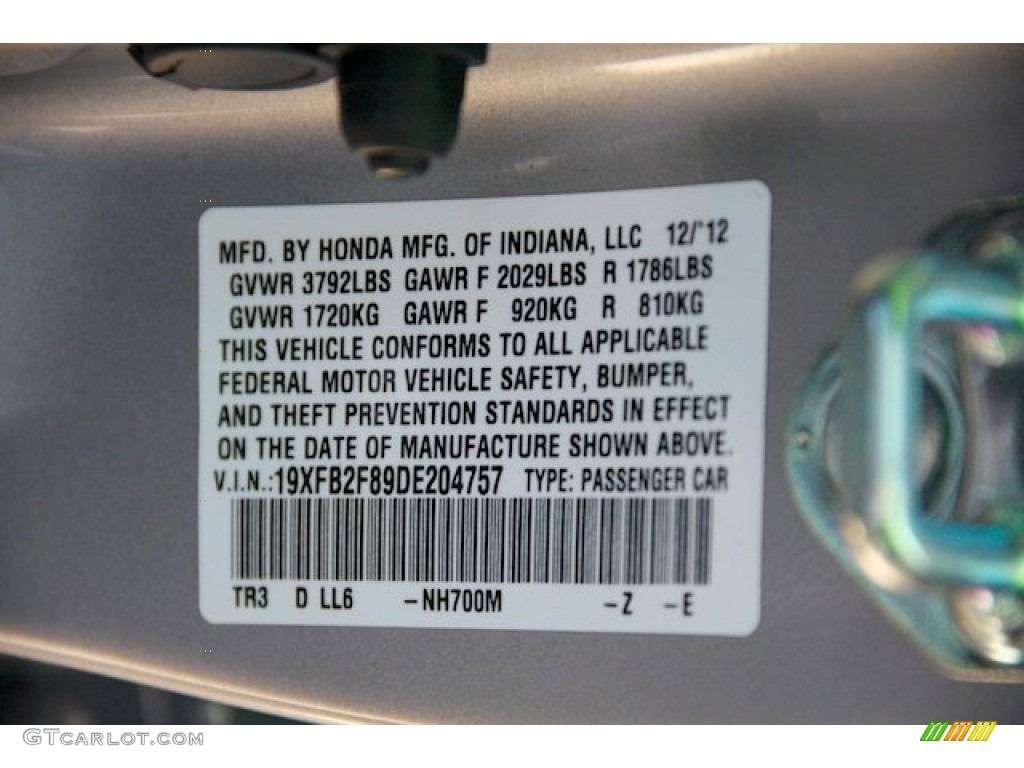 MFD. BY HONDA MFG. OF INDIANA, LLC 12/'12
GVWR 3792LBS GAWR F 2029LBS R 1786LBS
GVWR 1720KG GAWR F 920KG R 810KG
THIS VEHICLE CONFORMS TO ALL APPLICABLE
FEDERAL MOTOR VEHICLE SAFETY, BUMPER,
AND THEFT PREVENTION STANDARDS IN EFFECT
ON THE DATE OF MANUFACTURE SHOWN ABOVE.
V.I.N.:19XFB2F89DE204757 TYPE: PASSENGER CAR
TR3 D LL6 -NH700M -Z -E
GTCARLOT.COM